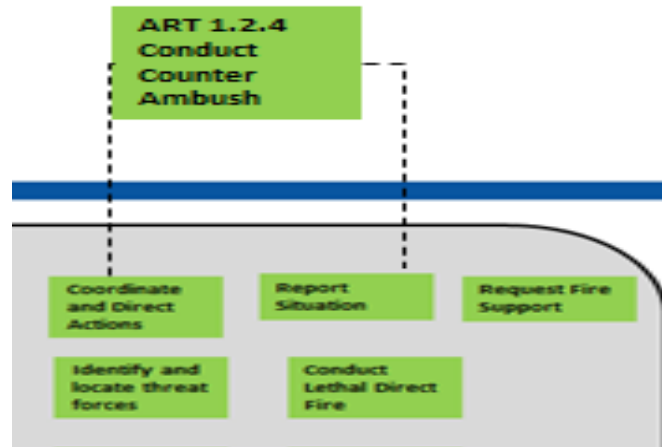 ART 1.2.4
Conduct
Counter
Ambush
Coordinate
and Direct
Actions
Report
Situation
Request Fire
Support
Identify and
locate threat
forces
Conduct
Lethal Direct
Fire